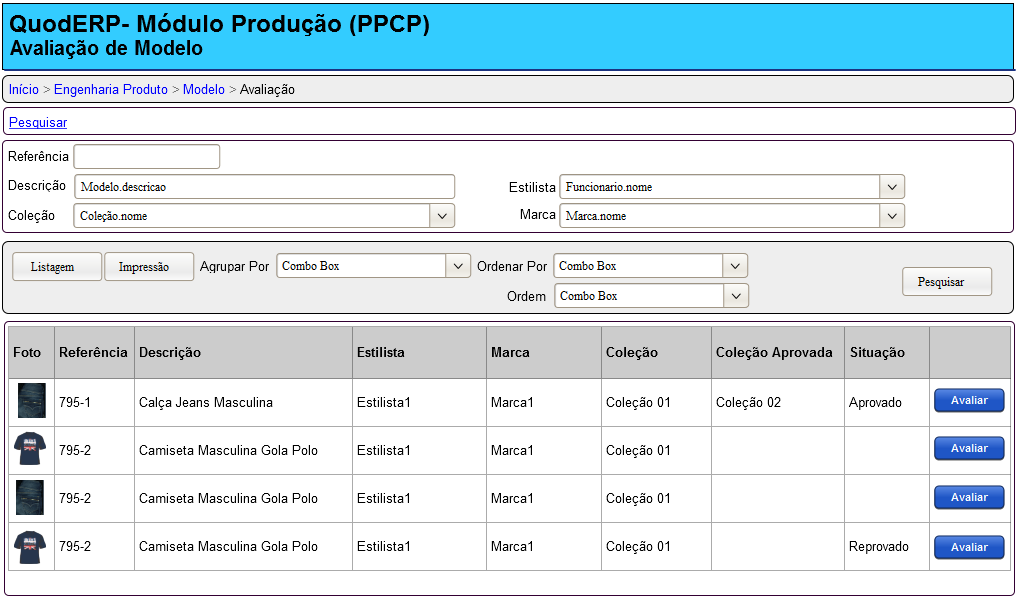 QuodERP- Módulo Produção (PPCP)
Avaliação de Modelo
Início > Engenharia Produto > Modelo > Avaliação
Pesquisar
Referência
Descrição Modelo.descricao Estilista Funcionario.nome
Coleção Coleção.nome Marca Marca.nome
Listagem Impressão Agrupar Por Combo Box Ordenar Por Combo Box
Ordem Combo Box Pesquisar
Foto Referência Descrição Estilista Marca Coleção Coleção Aprovada Situação
795-1 Calça Jeans Masculina Estilista1 Marca1 Coleção 01 Coleção 02 Aprovado Avaliar
795-2 Camiseta Masculina Gola Polo Estilista1 Marca1 Coleção 01 Avaliar
795-2 Camiseta Masculina Gola Polo Estilista1 Marca1 Coleção 01 Avaliar
795-2 Camiseta Masculina Gola Polo Estilista1 Marca1 Coleção 01 Reprovado Avaliar